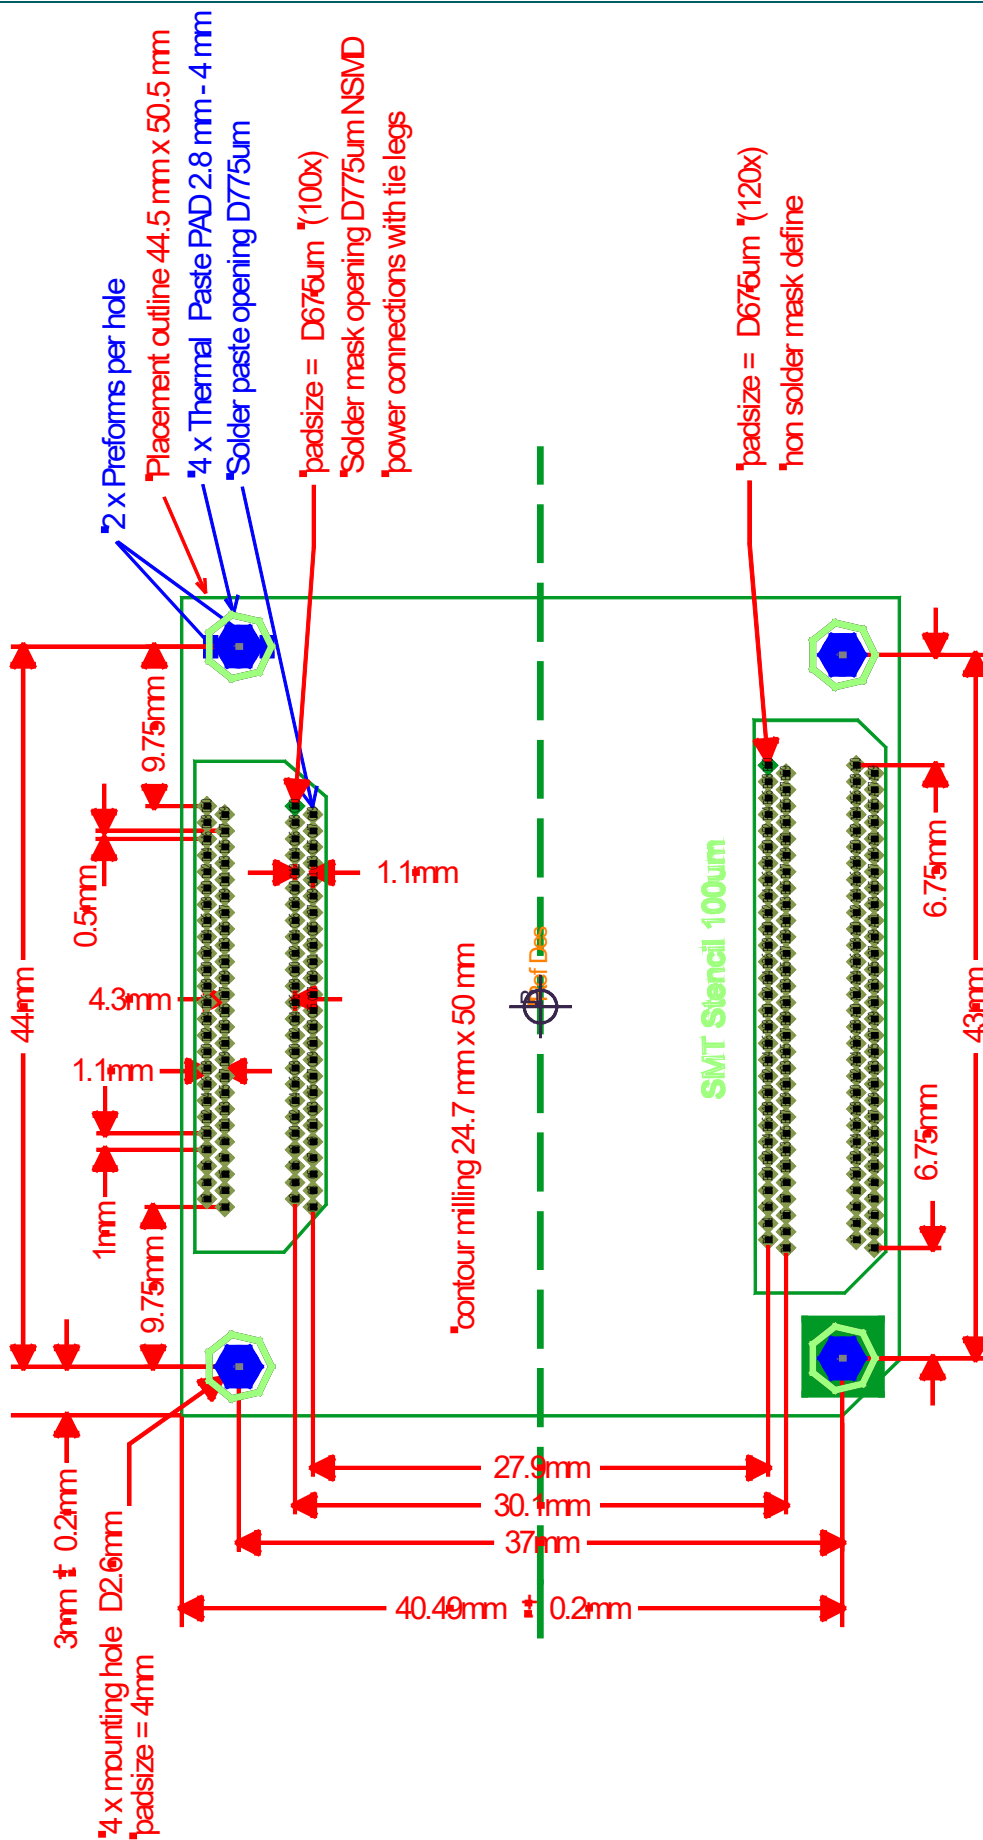 2 x Preforms per hole
Placement outline 44.5 mm x 50.5 mm
4 x Thermal Paste PAD 2.8 mm - 4 mm
Solder paste opening D775um
padsize = D675um (100x)
Solder mask opening D775um NSMD
power connections with tie legs
padsize = D675um (120x)
non solder mask define
44mm
9.75mm
0.5mm
4.3mm
1.1mm
1.1mm
1mm
9.75mm
3mm ± 0.2mm
4 x mounting hole D2.6mm
padsize = 4mm
contour milling 24.7 mm x 50 mm
Ref Des
SMT Stencil 100um
6.75mm
43mm
6.75mm
27.9mm
30.1mm
37mm
40.49mm ± 0.2mm